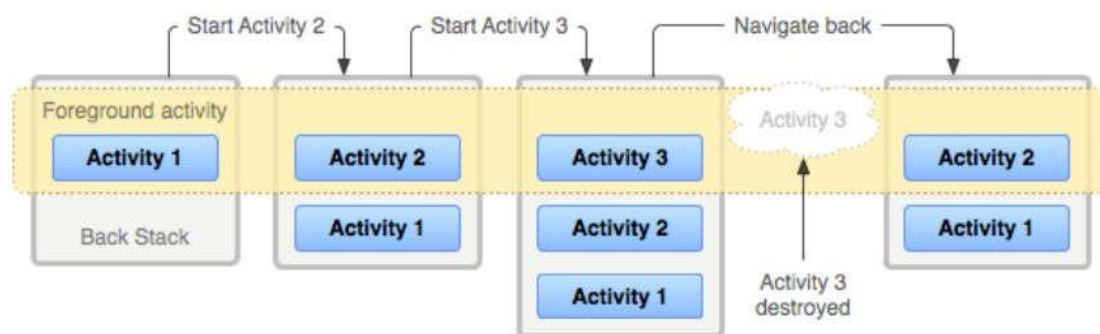 Start Activity 2
Start Activity 3
Navigate back
Foreground activity
Activity 1
Back Stack
Activity 2
Activity 1
Activity 3
Activity 2
Activity 1
Activity 3
Activity 3
destroyed
Activity 2
Activity 1